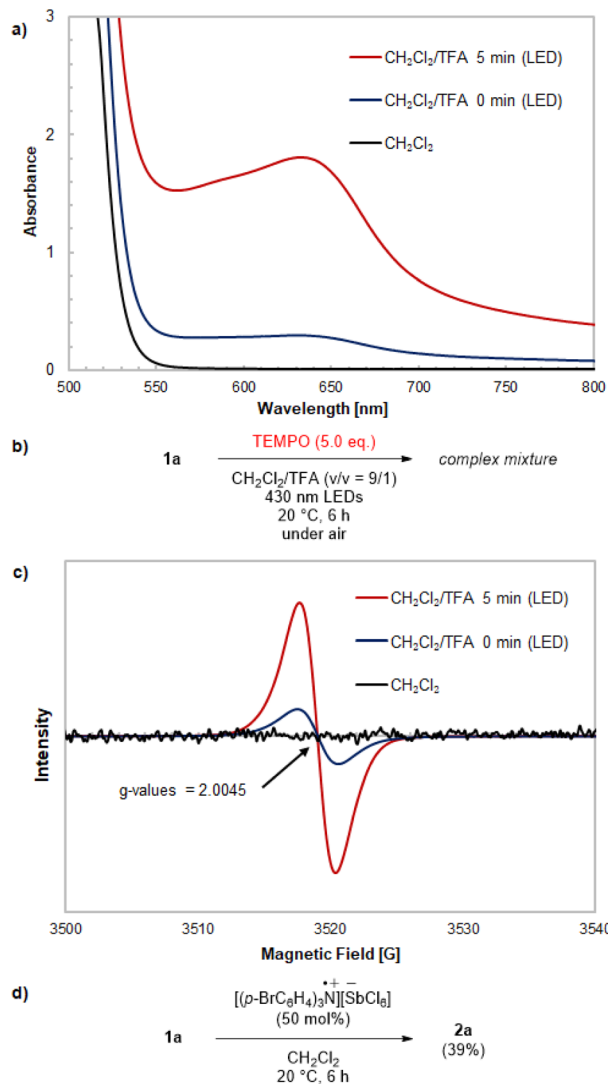 a)
3
2
1
0
Absorbance
CH₂Cl₂/TFA 5 min (LED)
CH₂Cl₂/TFA 0 min (LED)
CH₂Cl₂
500 550 600 650 700 750 800
Wavelength [nm]
b)
TEMPO (5.0 eq.)
1a complex mixture
CH₂Cl₂/TFA (v/v = 9/1)
430 nm LEDs
20 °C, 6 h
under air
c)
CH₂Cl₂/TFA 5 min (LED)
CH₂Cl₂/TFA 0 min (LED)
CH₂Cl₂
Intensity
g-values = 2.0045
3500 3510 3520 3530 3540
Magnetic Field [G]
d)
[(p-BrC₆H₄)₃N•+][SbCl₆−]
(50 mol%)
1a 2a
(39%)
CH₂Cl₂
20 °C, 6 h